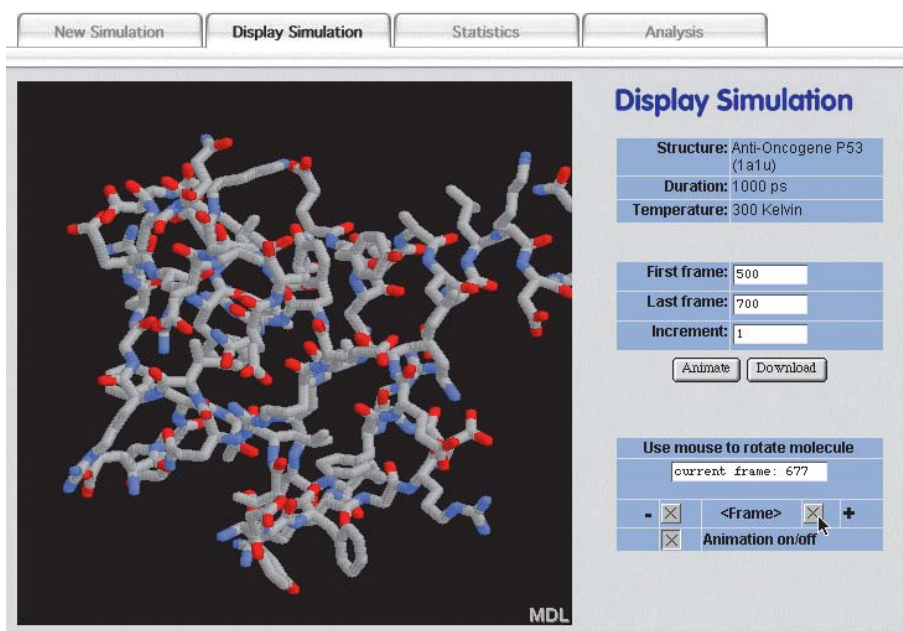 New Simulation
Display Simulation
Statistics
Analysis
Display Simulation
Structure: Anti-Oncogene P53
(1a1u)
Duration: 1000 ps
Temperature: 300 Kelvin
First frame: 500
Last frame: 700
Increment: 1
Animate
Download
Use mouse to rotate molecule
current frame: 677
- <Frame> +
Animation on/off
MDL